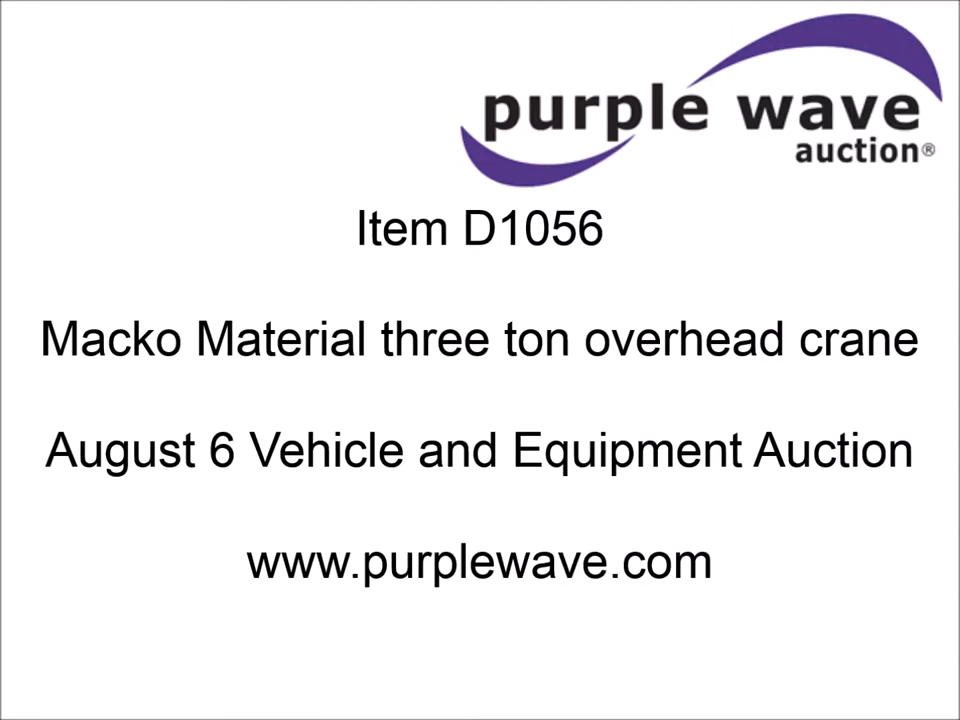 purple wave
auction®
Item D1056
Macko Material three ton overhead crane
August 6 Vehicle and Equipment Auction
www.purplewave.com